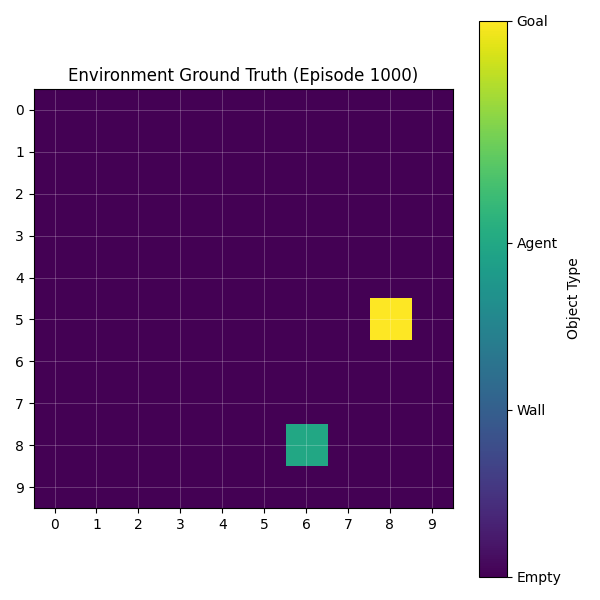 Environment Ground Truth (Episode 1000)
0
1
2
3
4
5
6
7
8
9
0 1 2 3 4 5 6 7 8 9
Goal
Agent
Wall
Empty
Object Type